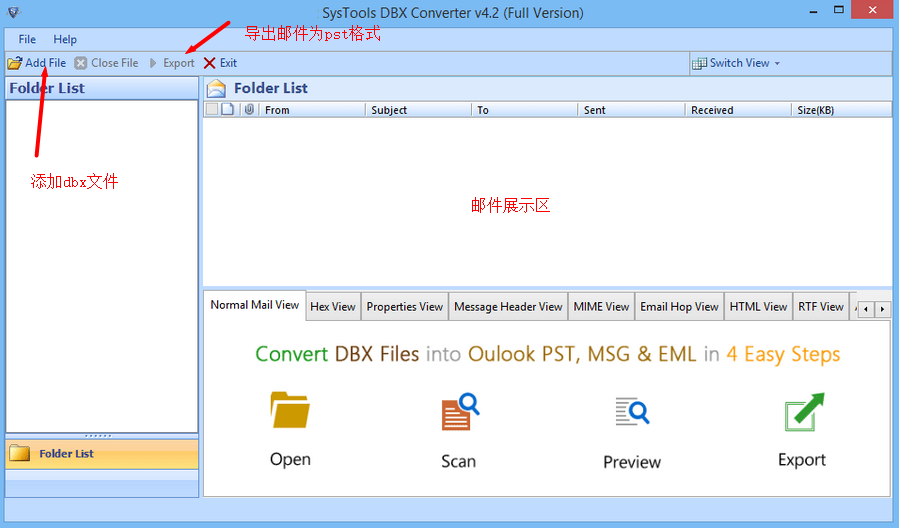 SysTools DBX Converter v4.2 (Full Version)
File Help
导出邮件为pst格式
Add File Close File Export Exit Switch View
Folder List
Folder List
From Subject To Sent Received Size(KB)
添加dbx文件
邮件展示区
Normal Mail View Hex View Properties View Message Header View MIME View Email Hop View HTML View RTF View
Convert DBX Files into Oulook PST, MSG & EML in 4 Easy Steps
Open Scan Preview Export
Folder List